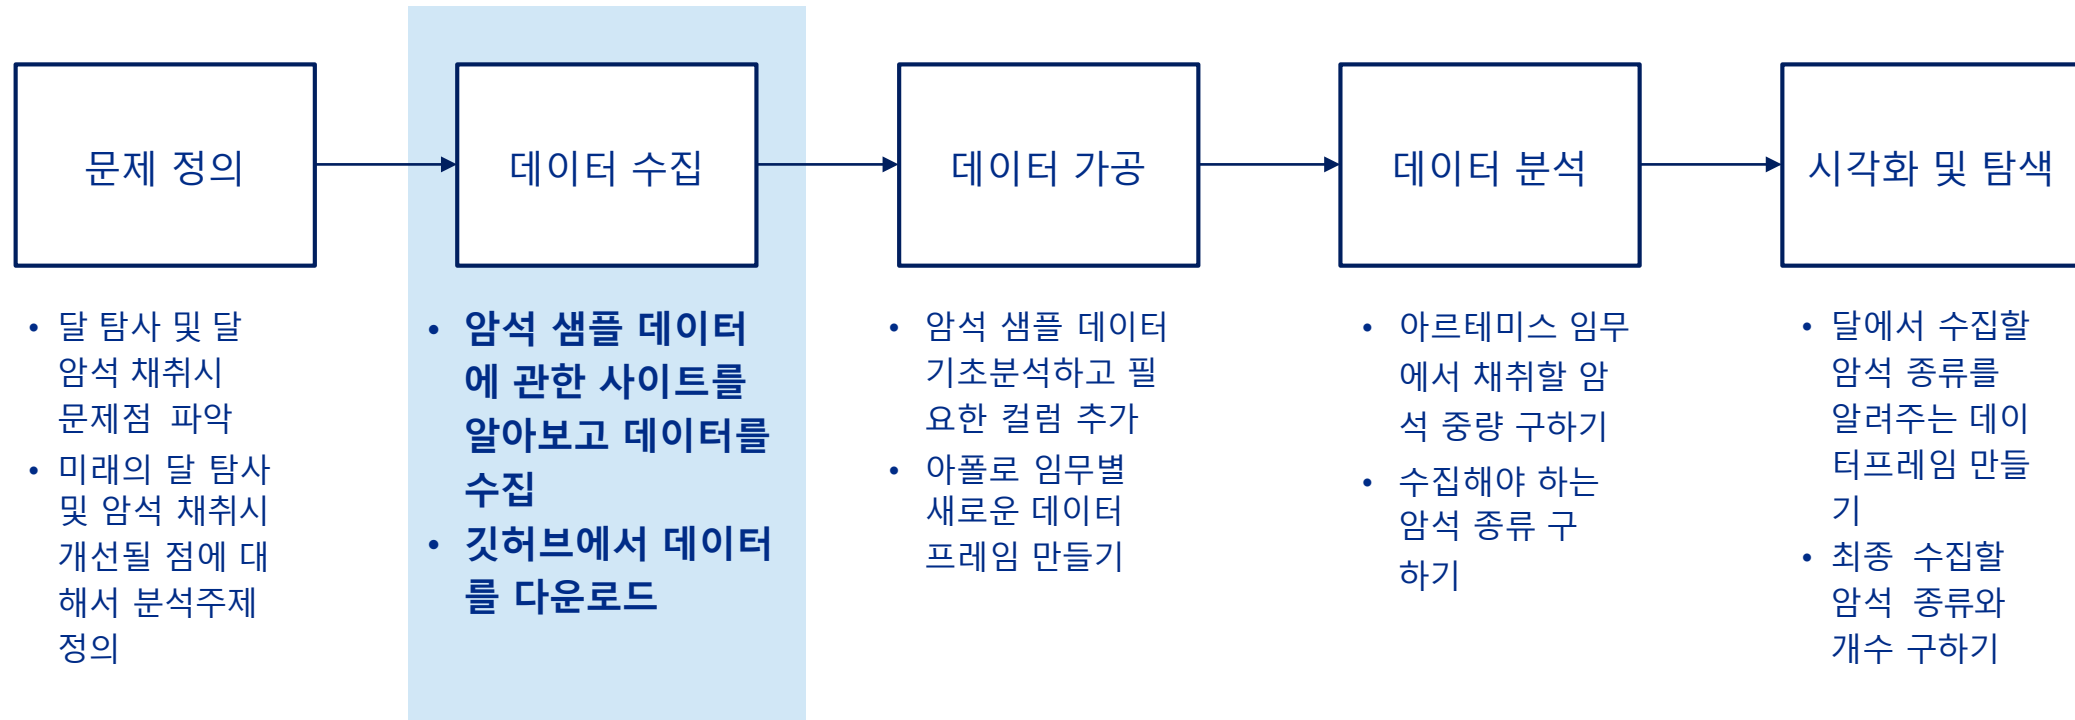 문제 정의
데이터 수집
데이터 가공
데이터 분석
시각화 및 탐색
• 달 탐사 및 달
암석 채취시
문제점 파악
• 미래의 달 탐사
및 암석 채취시
개선될 점에 대
해서 분석주제
정의
• 암석 샘플 데이터
에 관한 사이트를
알아보고 데이터를
수집
• 깃허브에서 데이터
를 다운로드
• 암석 샘플 데이터
기초분석하고 필
요한 컬럼 추가
• 아폴로 임무별
새로운 데이터
프레임 만들기
• 아르테미스 임무
에서 채취할 암
석 중량 구하기
• 수집해야 하는
암석 종류 구
하기
• 달에서 수집할
암석 종류를
알려주는 데이
터프레임 만들
기
• 최종 수집할
암석 종류와
개수 구하기